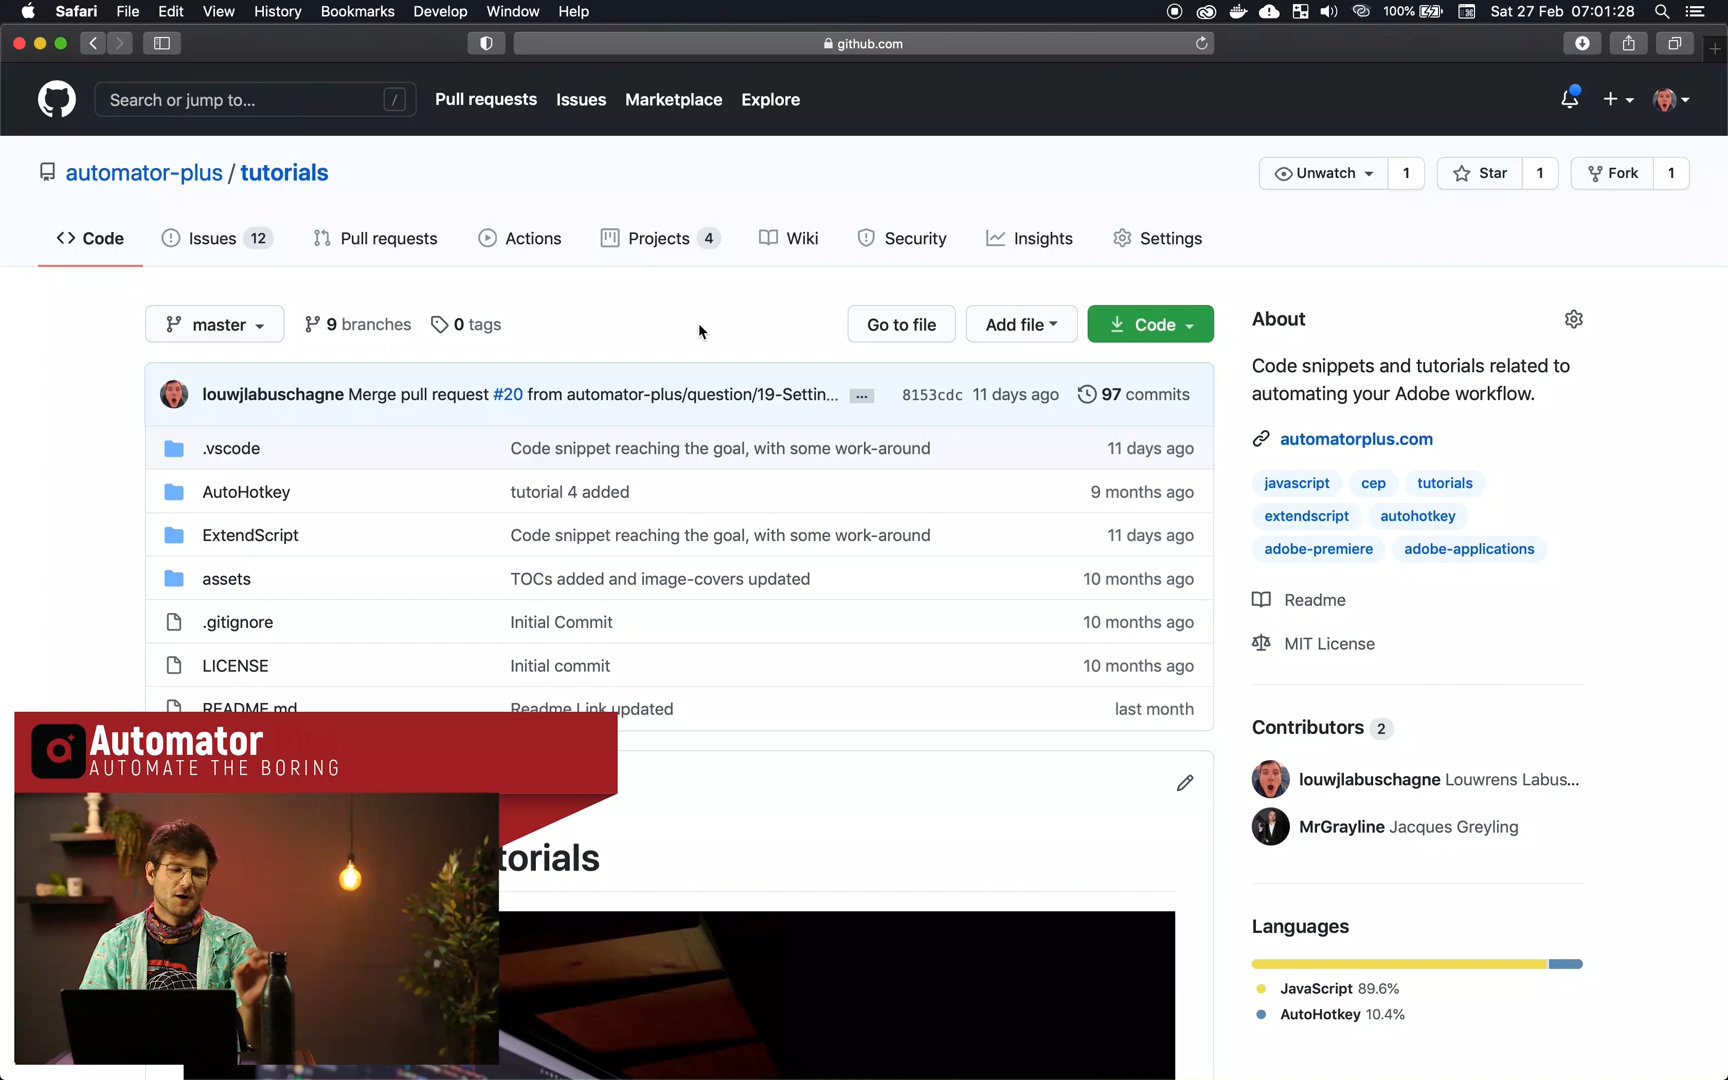 Safari File Edit View History Bookmarks Develop Window Help 100% Sat 27 Feb 07:01:28
github.com
Search or jump to... / Pull requests Issues Marketplace Explore
automator-plus / tutorials Unwatch 1 Star 1 Fork 1
Code Issues 12 Pull requests Actions Projects 4 Wiki Security Insights Settings
master 9 branches 0 tags Go to file Add file Code
louwjlabuschagne Merge pull request #20 from automator-plus/question/19-Settin... ... 8153cdc 11 days ago 97 commits
.vscode Code snippet reaching the goal, with some work-around 11 days ago
AutoHotkey tutorial 4 added 9 months ago
ExtendScript Code snippet reaching the goal, with some work-around 11 days ago
assets TOCs added and image-covers updated 10 months ago
.gitignore Initial Commit 10 months ago
LICENSE Initial commit 10 months ago
README.md Readme Link updated last month
torials
About
Code snippets and tutorials related to
automating your Adobe workflow.
automatorplus.com
javascript cep tutorials
extendscript autohotkey
adobe-premiere adobe-applications
Readme
MIT License
Contributors 2
louwjlabuschagne Louwrens Labus...
MrGrayline Jacques Greyling
Languages
JavaScript 89.6%
AutoHotkey 10.4%
Automator
AUTOMATE THE BORING